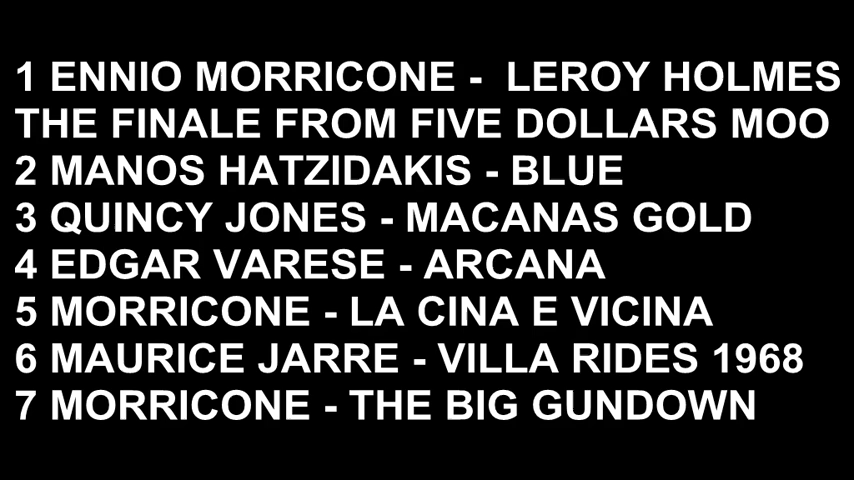 1 ENNIO MORRICONE -  LEROY HOLMES
THE FINALE FROM FIVE DOLLARS MOO
2 MANOS HATZIDAKIS - BLUE
3 QUINCY JONES - MACANAS GOLD
4 EDGAR VARESE - ARCANA
5 MORRICONE - LA CINA E VICINA
6 MAURICE JARRE - VILLA RIDES 1968
7 MORRICONE - THE BIG GUNDOWN